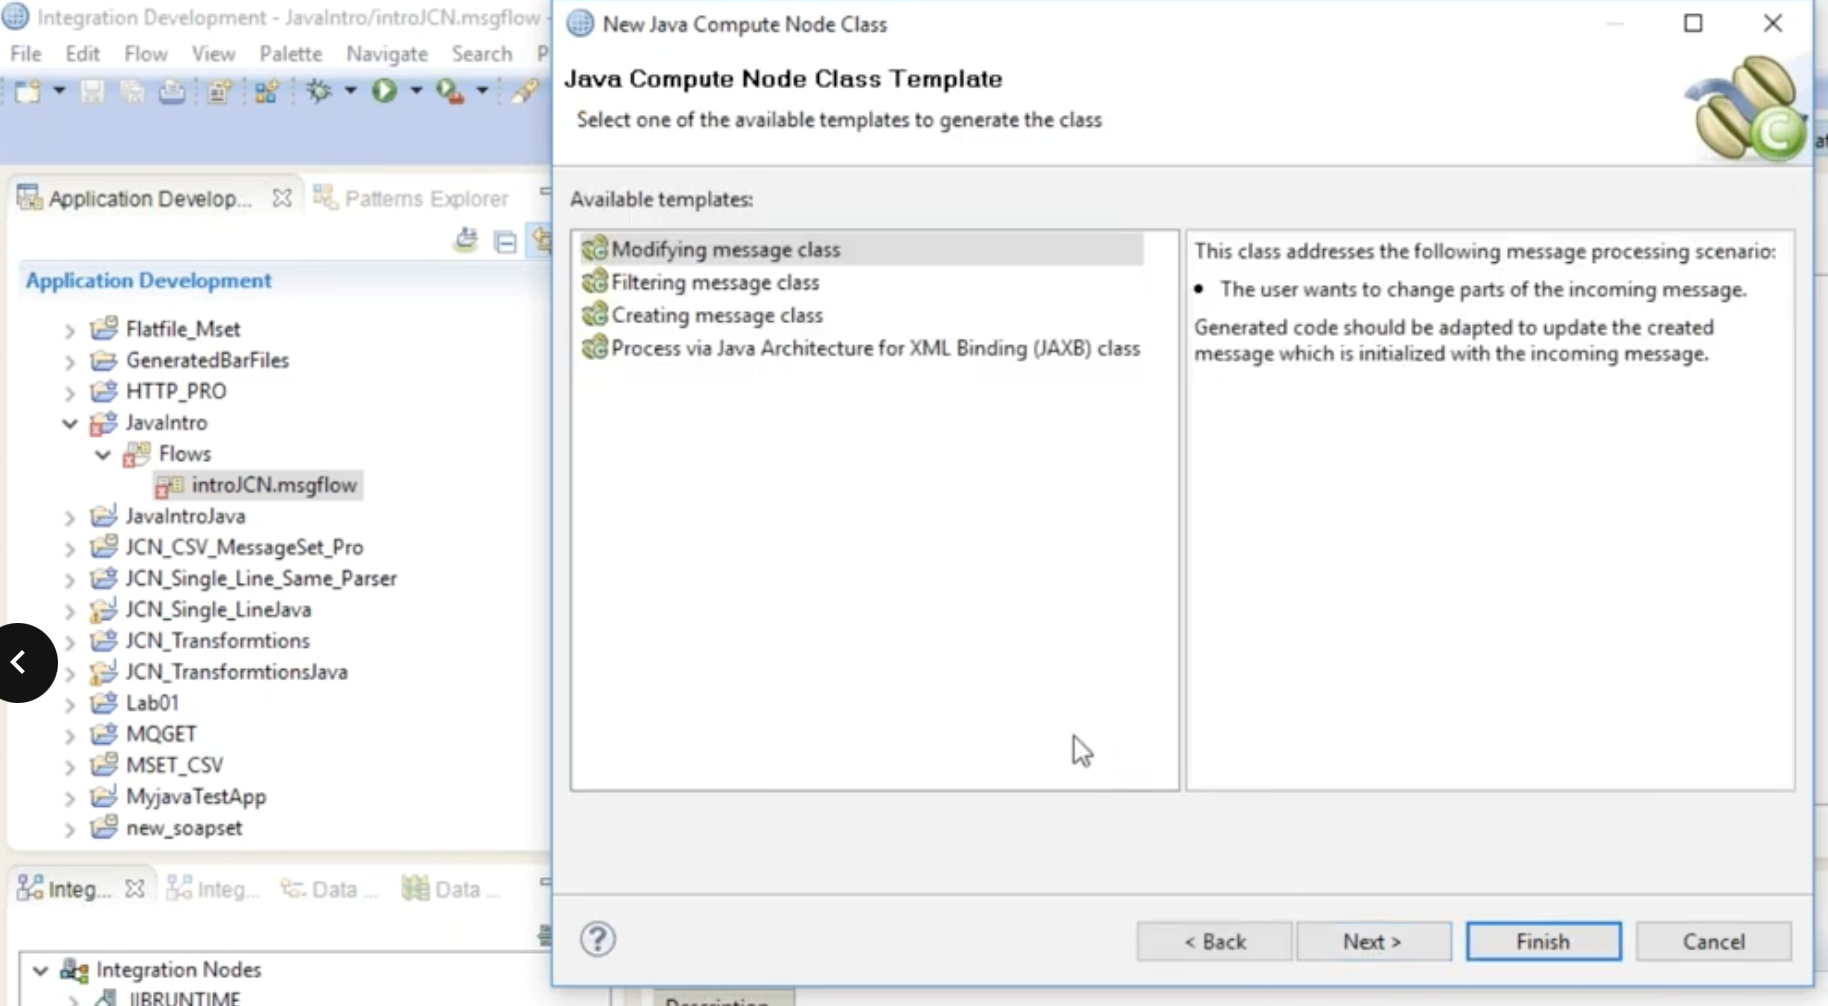 Integration Development - JavaIntro/introJCN.msgflow -
File Edit Flow View Palette Navigate Search P
New Java Compute Node Class
Java Compute Node Class Template
Select one of the available templates to generate the class
Application Develop... Patterns Explorer
Application Development
Flatfile_Mset
GeneratedBarFiles
HTTP_PRO
JavaIntro
Flows
introJCN.msgflow
JavaIntroJava
JCN_CSV_MessageSet_Pro
JCN_Single_Line_Same_Parser
JCN_Single_LineJava
JCN_Transformtions
JCN_TransformtionsJava
Lab01
MQGET
MSET_CSV
MyjavaTestApp
new_soapset
Integ... Integ... Data ... Data ...
Integration Nodes
Available templates:
Modifying message class
Filtering message class
Creating message class
Process via Java Architecture for XML Binding (JAXB) class
This class addresses the following message processing scenario:
• The user wants to change parts of the incoming message.
Generated code should be adapted to update the created
message which is initialized with the incoming message.
< Back Next > Finish Cancel
Description